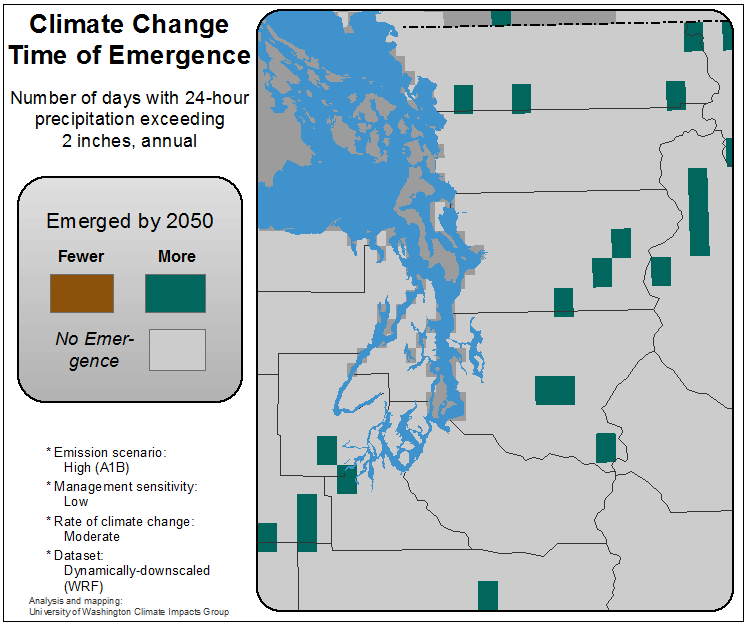 Climate Change
Time of Emergence
Number of days with 24-hour
precipitation exceeding
2 inches, annual
Emerged by 2050
Fewer More
No Emer-
gence
* Emission scenario:
High (A1B)
* Management sensitivity:
Low
* Rate of climate change:
Moderate
* Dataset:
Dynamically-downscaled
(WRF)
Analysis and mapping:
University of Washington Climate Impacts Group